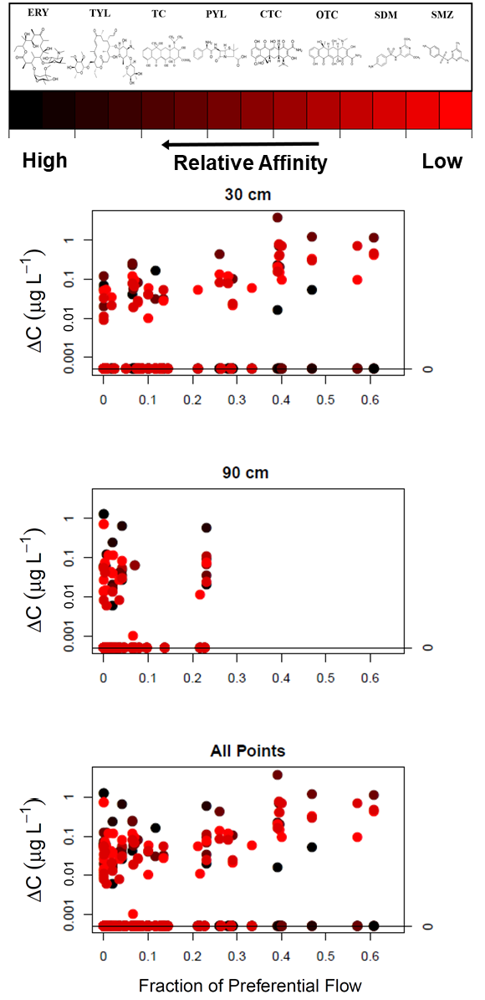 ERY TYL TC PYL CTC OTC SDM SMZ
High Relative Affinity Low
30 cm
ΔC (µg L⁻¹)
1
0.1
0.01
0.001
0
0 0.1 0.2 0.3 0.4 0.5 0.6
90 cm
ΔC (µg L⁻¹)
1
0.1
0.01
0.001
0
0 0.1 0.2 0.3 0.4 0.5 0.6
All Points
ΔC (µg L⁻¹)
1
0.1
0.01
0.001
0
0 0.1 0.2 0.3 0.4 0.5 0.6
Fraction of Preferential Flow